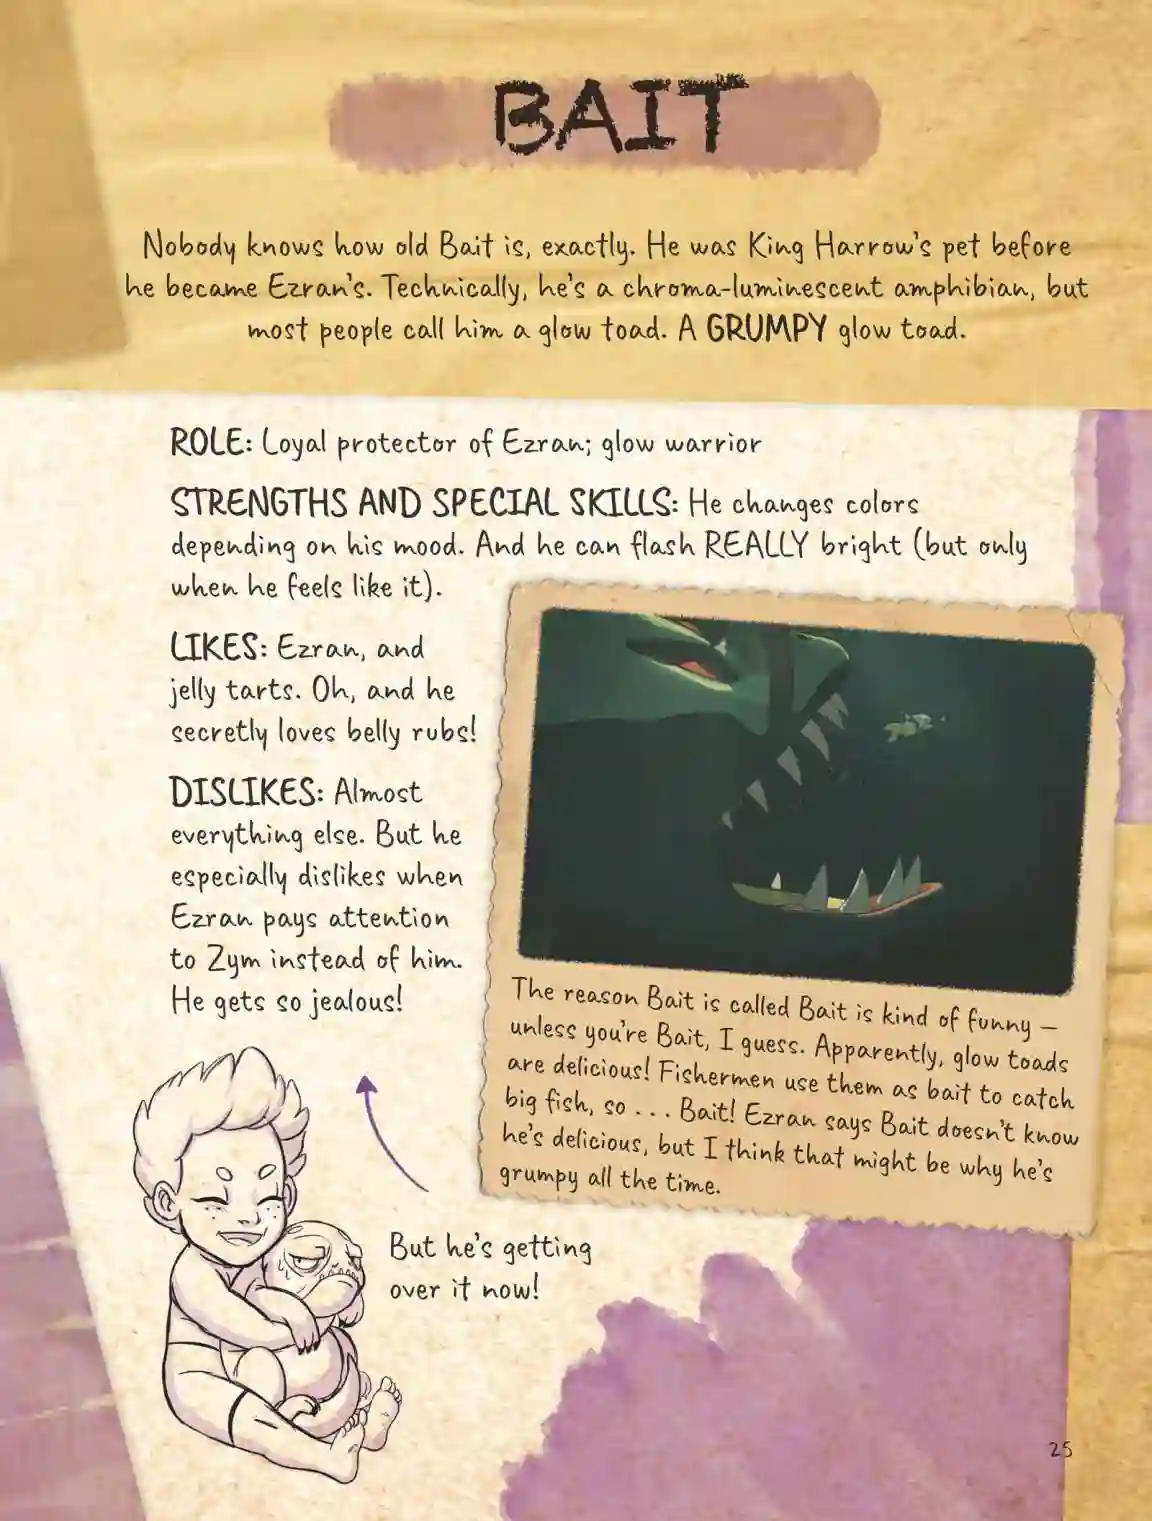 BAIT
Nobody knows how old Bait is, exactly. He was King Harrow's pet before
he became Ezran's. Technically, he's a chroma-luminescent amphibian, but
most people call him a glow toad. A GRUMPY glow toad.
ROLE: Loyal protector of Ezran; glow warrior
STRENGTHS AND SPECIAL SKILLS: He changes colors
depending on his mood. And he can flash REALLY bright (but only
when he feels like it).
LIKES: Ezran, and
jelly tarts. Oh, and he
secretly loves belly rubs!
DISLIKES: Almost
everything else. But he
especially dislikes when
Ezran pays attention
to Zym instead of him.
He gets so jealous!
The reason Bait is called Bait is kind of funny —
unless you're Bait, I guess. Apparently, glow toads
are delicious! Fishermen use them as bait to catch
big fish, so . . . Bait! Ezran says Bait doesn't know
he's delicious, but I think that might be why he's
grumpy all the time.
But he's getting
over it now!
25